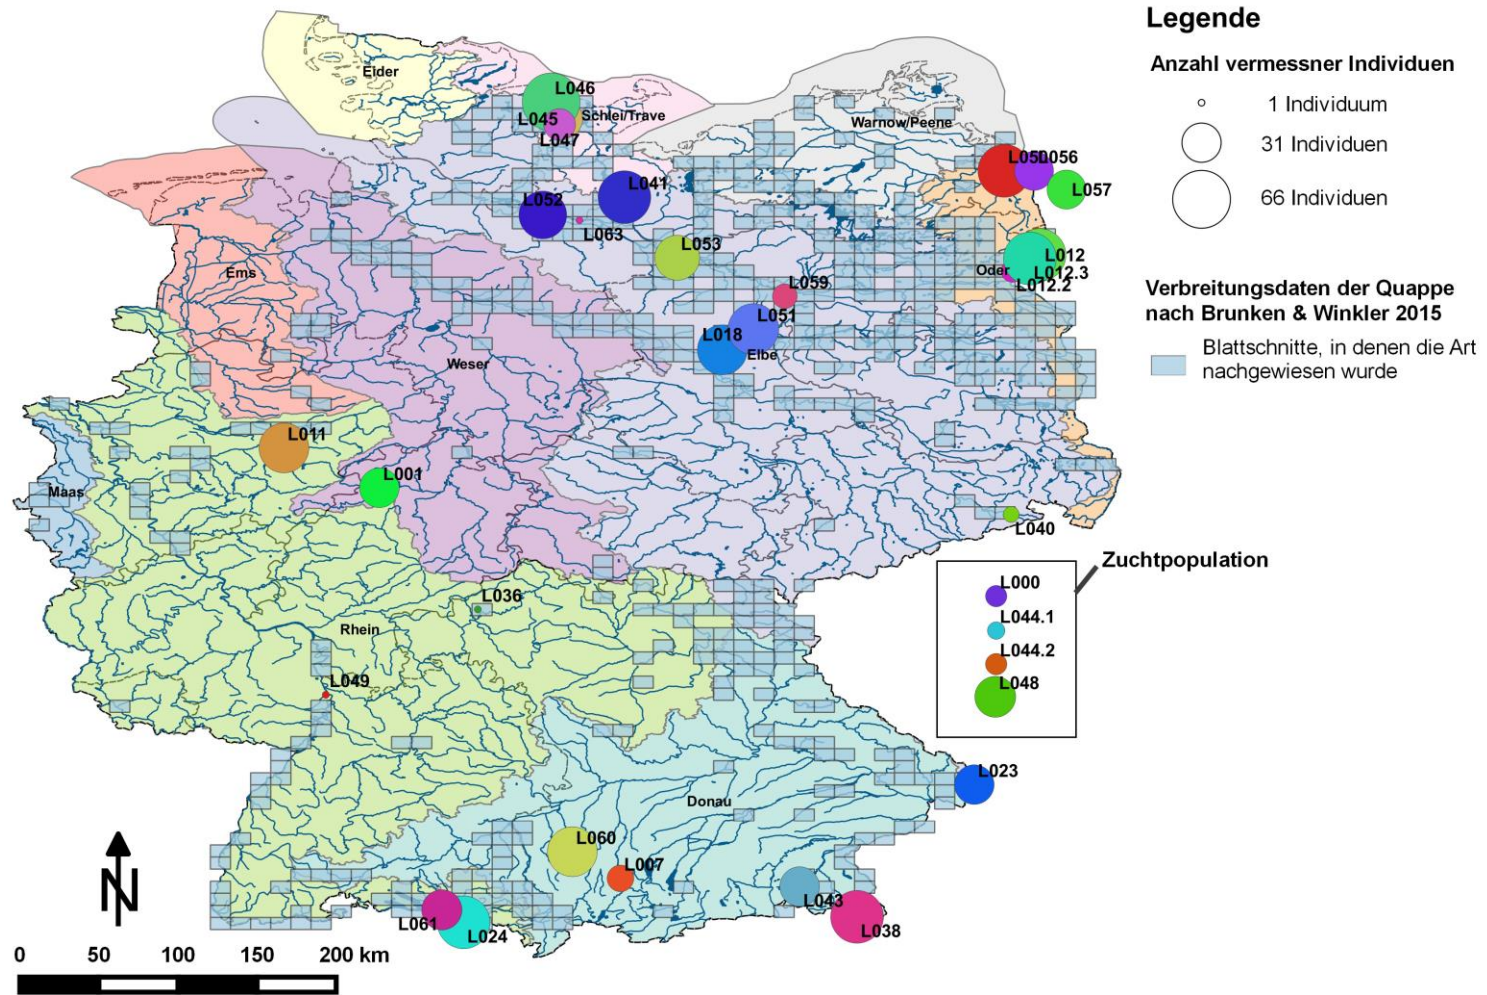 Legende
Anzahl vermessner Individuen
1 Individuum
31 Individuen
66 Individuen
Verbreitungsdaten der Quappe
nach Brunken & Winkler 2015
Blattschnitte, in denen die Art
nachgewiesen wurde
Eider
L046
L045
Schlei/Trave
L047
Warnow/Peene
L050
L056
L057
L041
L052
L063
L053
L012
L012.3
L012.2
Oder
Ems
L059
L051
L018
Elbe
Weser
L011
L001
Maas
L040
Zuchtpopulation
L000
L044.1
L044.2
L048
L036
Rhein
L049
L023
Donau
L060
L007
L043
L038
L061
L024
N
0 50 100 150 200 km